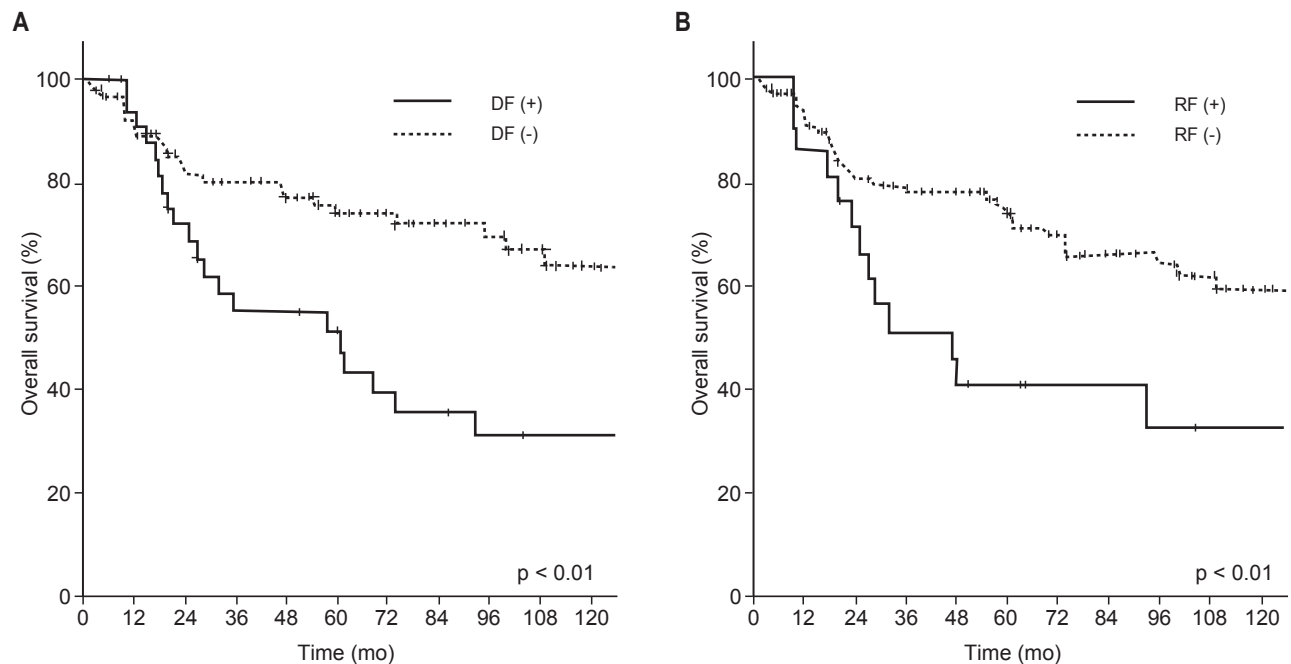 A
Overall survival (%)
100
80
60
40
20
0
DF (+)
DF (-)
p < 0.01
0 12 24 36 48 60 72 84 96 108 120
Time (mo)
B
Overall survival (%)
100
80
60
40
20
0
RF (+)
RF (-)
p < 0.01
0 12 24 36 48 60 72 84 96 108 120
Time (mo)